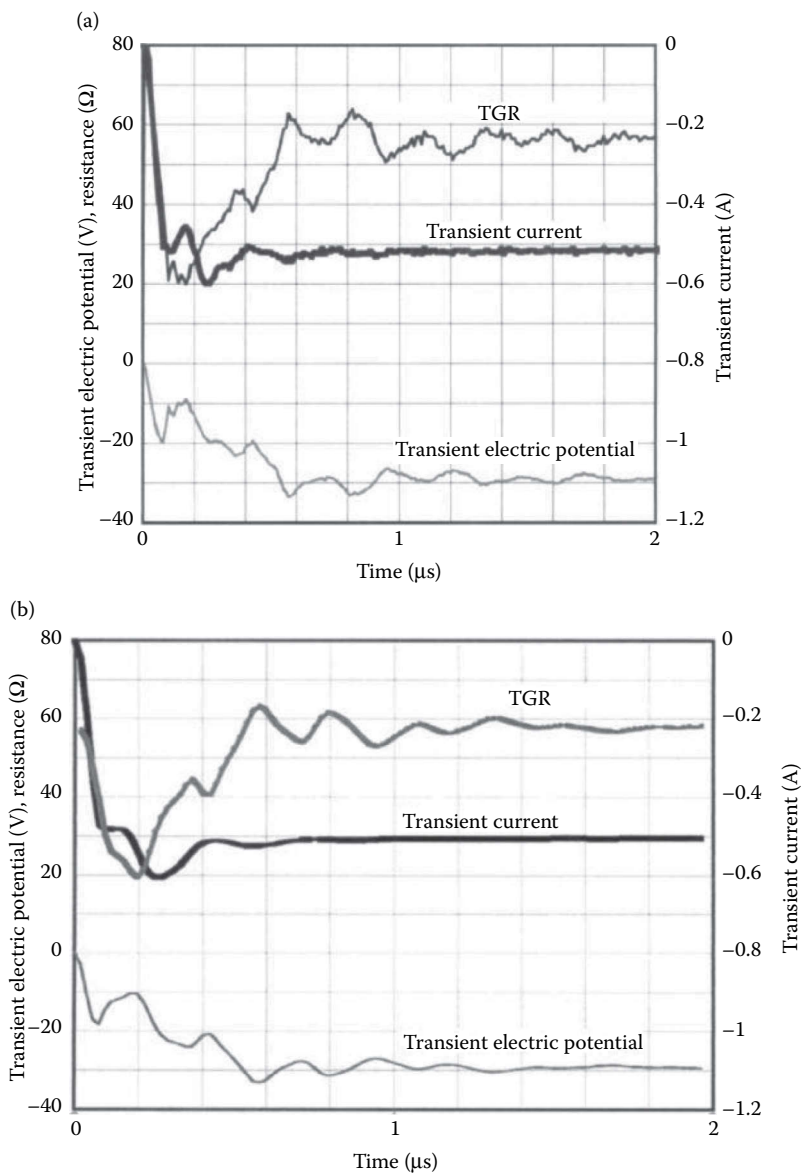 (a)
80
60
40
20
0
−20
−40
Transient electric potential (V), resistance (Ω)
TGR
Transient current
Transient electric potential
0
−0.2
−0.4
−0.6
−0.8
−1
−1.2
Transient current (A)
0
1
2
Time (μs)
(b)
80
60
40
20
0
−20
−40
Transient electric potential (V), resistance (Ω)
TGR
Transient current
Transient electric potential
0
−0.2
−0.4
−0.6
−0.8
−1
−1.2
Transient current (A)
0
1
2
Time (μs)